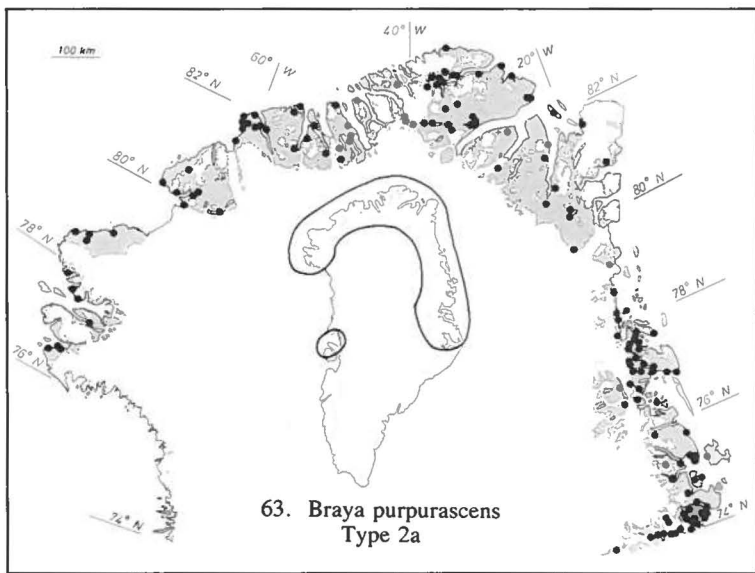 100 km
60° W
40° W
20° W
82° N
82° N
80° N
80° N
78° N
78° N
76° N
76° N
74° N
74° N
63. Braya purpurascens
Type 2a